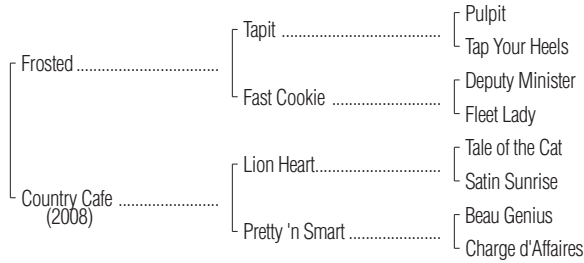 Pulpit
Tapit ........................................
Tap Your Heels
Frosted ....................................
Deputy Minister
Fast Cookie ...........................
Fleet Lady
Tale of the Cat
Lion Heart................................
Satin Sunrise
Country Cafe .........................
(2008)
Beau Genius
Pretty 'n Smart ........................
Charge d'Affaires